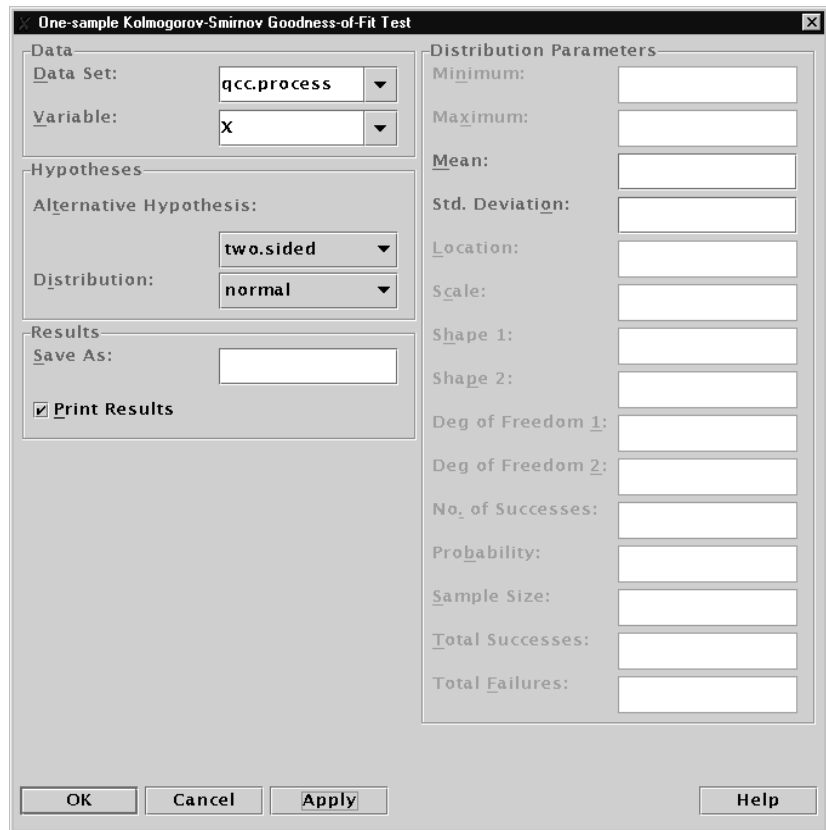 One-sample Kolmogorov-Smirnov Goodness-of-Fit Test
Data
Data Set:
qcc.process
Variable:
X
Hypotheses
Alternative Hypothesis:
two.sided
Distribution:
normal
Results
Save As:
Print Results
Distribution Parameters
Minimum:
Maximum:
Mean:
Std. Deviation:
Location:
Scale:
Shape 1:
Shape 2:
Deg of Freedom 1:
Deg of Freedom 2:
No. of Successes:
Probability:
Sample Size:
Total Successes:
Total Failures:
OK
Cancel
Apply
Help